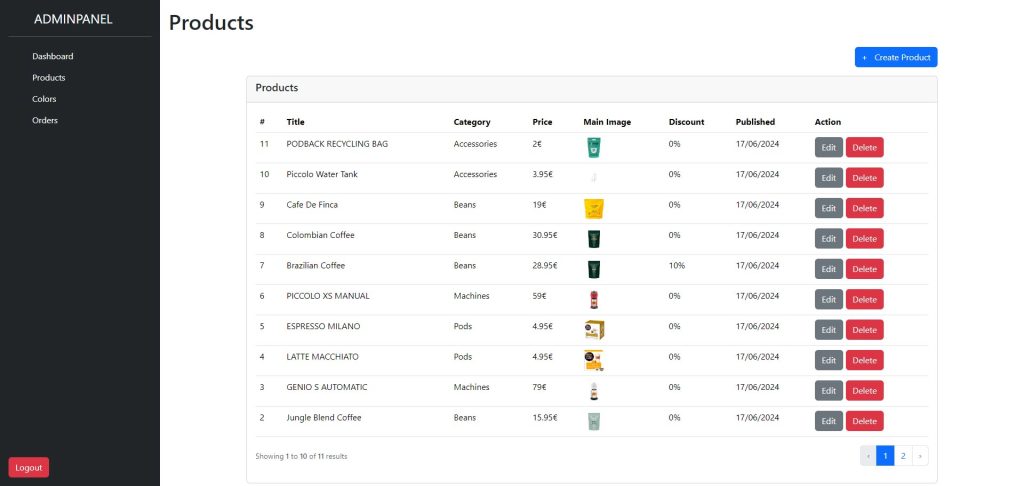 ADMINPANEL
Dashboard
Products
Colors
Orders
Logout
Products
+ Create Product
Products
# Title Category Price Main Image Discount Published Action
11 PODBACK RECYCLING BAG Accessories 2€ 0% 17/06/2024 Edit Delete
10 Piccolo Water Tank Accessories 3.95€ 0% 17/06/2024 Edit Delete
9 Cafe De Finca Beans 19€ 0% 17/06/2024 Edit Delete
8 Colombian Coffee Beans 30.95€ 0% 17/06/2024 Edit Delete
7 Brazilian Coffee Beans 28.95€ 10% 17/06/2024 Edit Delete
6 PICCOLO XS MANUAL Machines 59€ 0% 17/06/2024 Edit Delete
5 ESPRESSO MILANO Pods 4.95€ 0% 17/06/2024 Edit Delete
4 LATTE MACCHIATO Pods 4.95€ 0% 17/06/2024 Edit Delete
3 GENIO S AUTOMATIC Machines 79€ 0% 17/06/2024 Edit Delete
2 Jungle Blend Coffee Beans 15.95€ 0% 17/06/2024 Edit Delete
Showing 1 to 10 of 11 results
‹ 1 2 ›